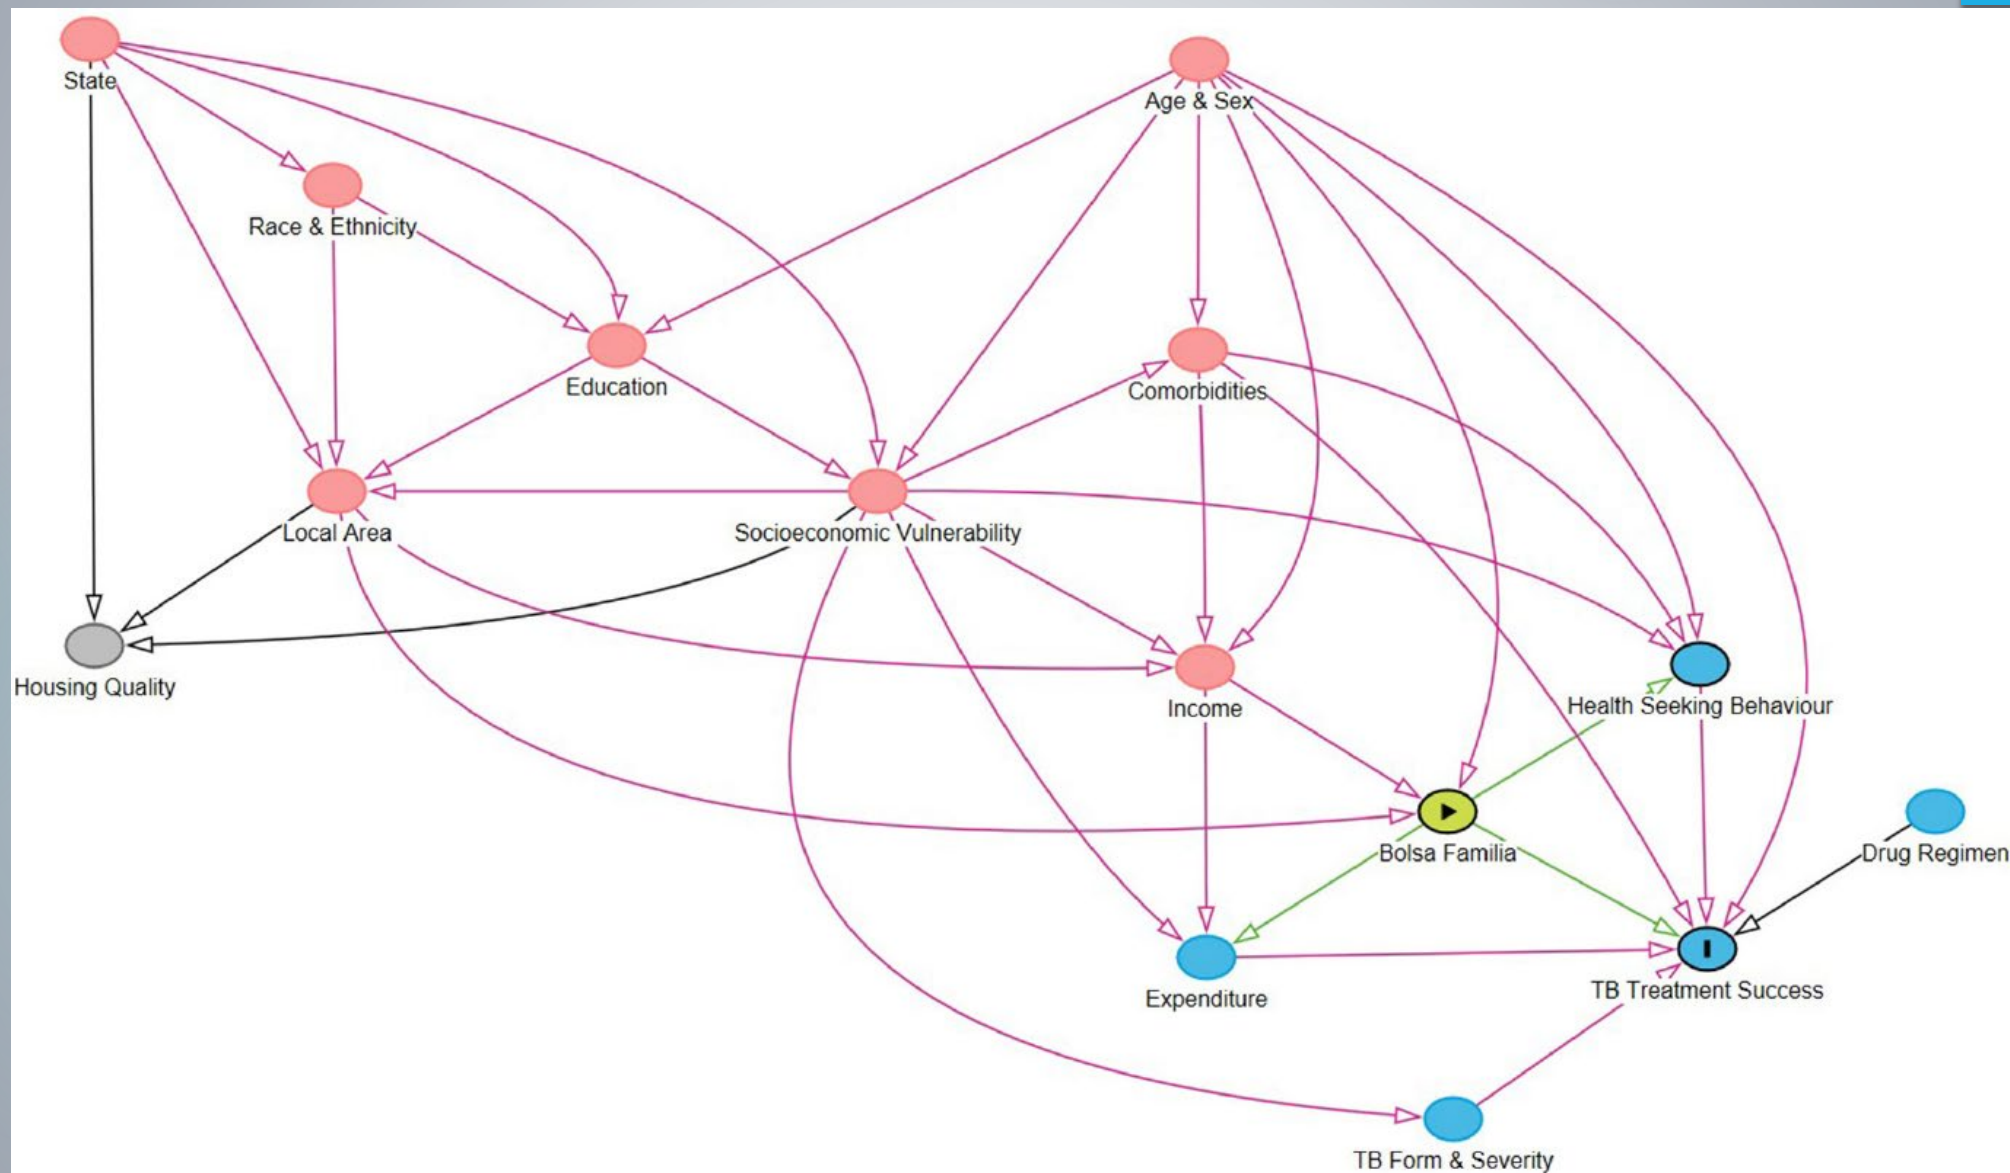 State
Age & Sex
Race & Ethnicity
Education
Comorbidities
Local Area
Socioeconomic Vulnerability
Housing Quality
Income
Health Seeking Behaviour
Bolsa Familia
Drug Regimen
Expenditure
TB Treatment Success
TB Form & Severity